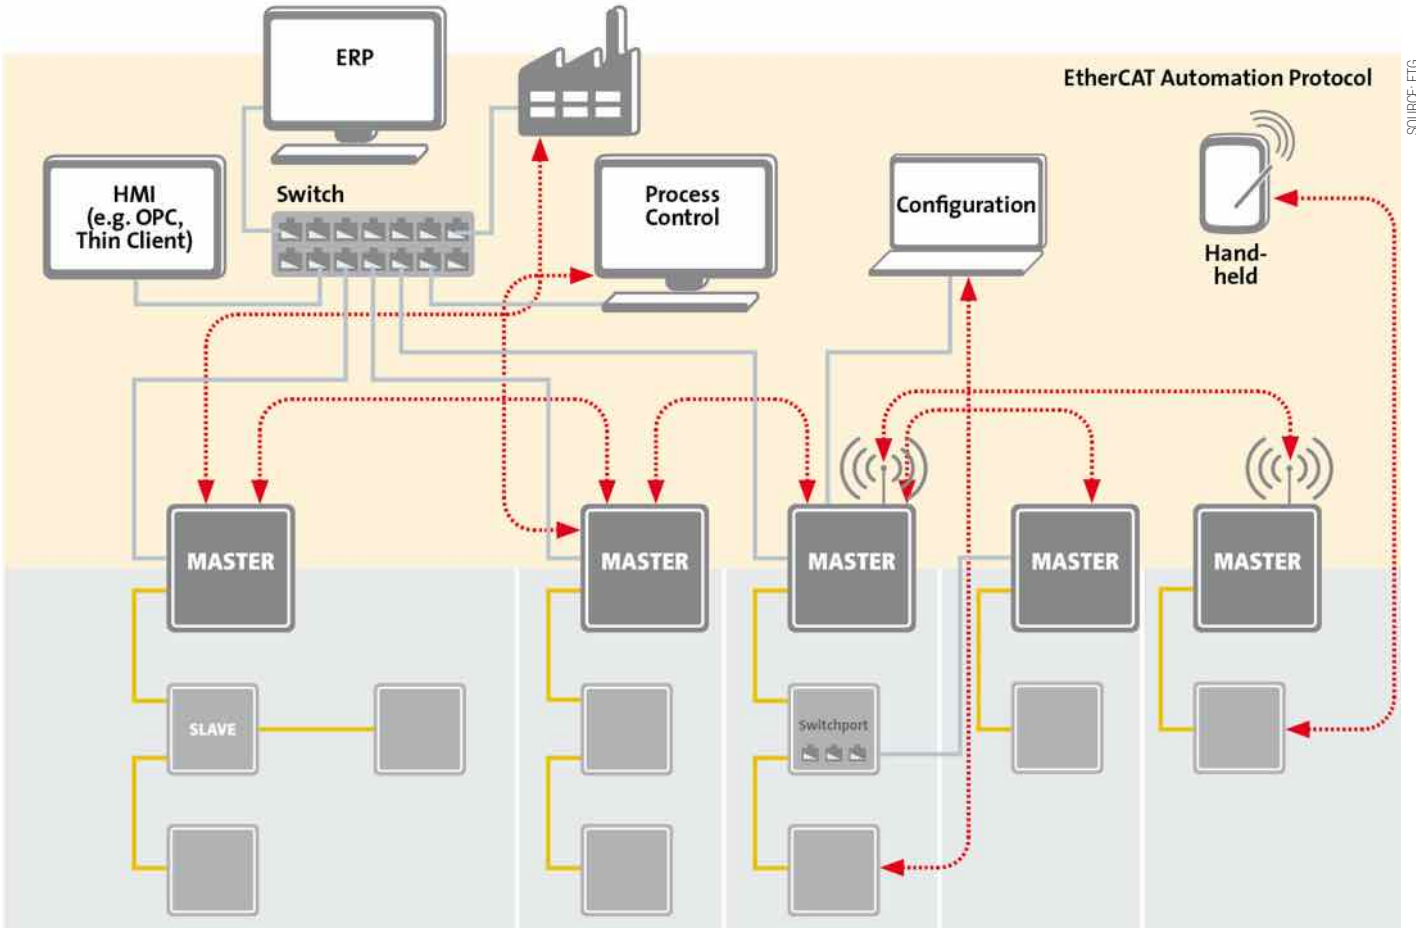 ERP
EtherCAT Automation Protocol
SOURCE: ETG
HMI
(e.g. OPC,
Thin Client)
Switch
Process
Control
Configuration
Hand-
held
MASTER
MASTER
MASTER
MASTER
MASTER
SLAVE
Switchport